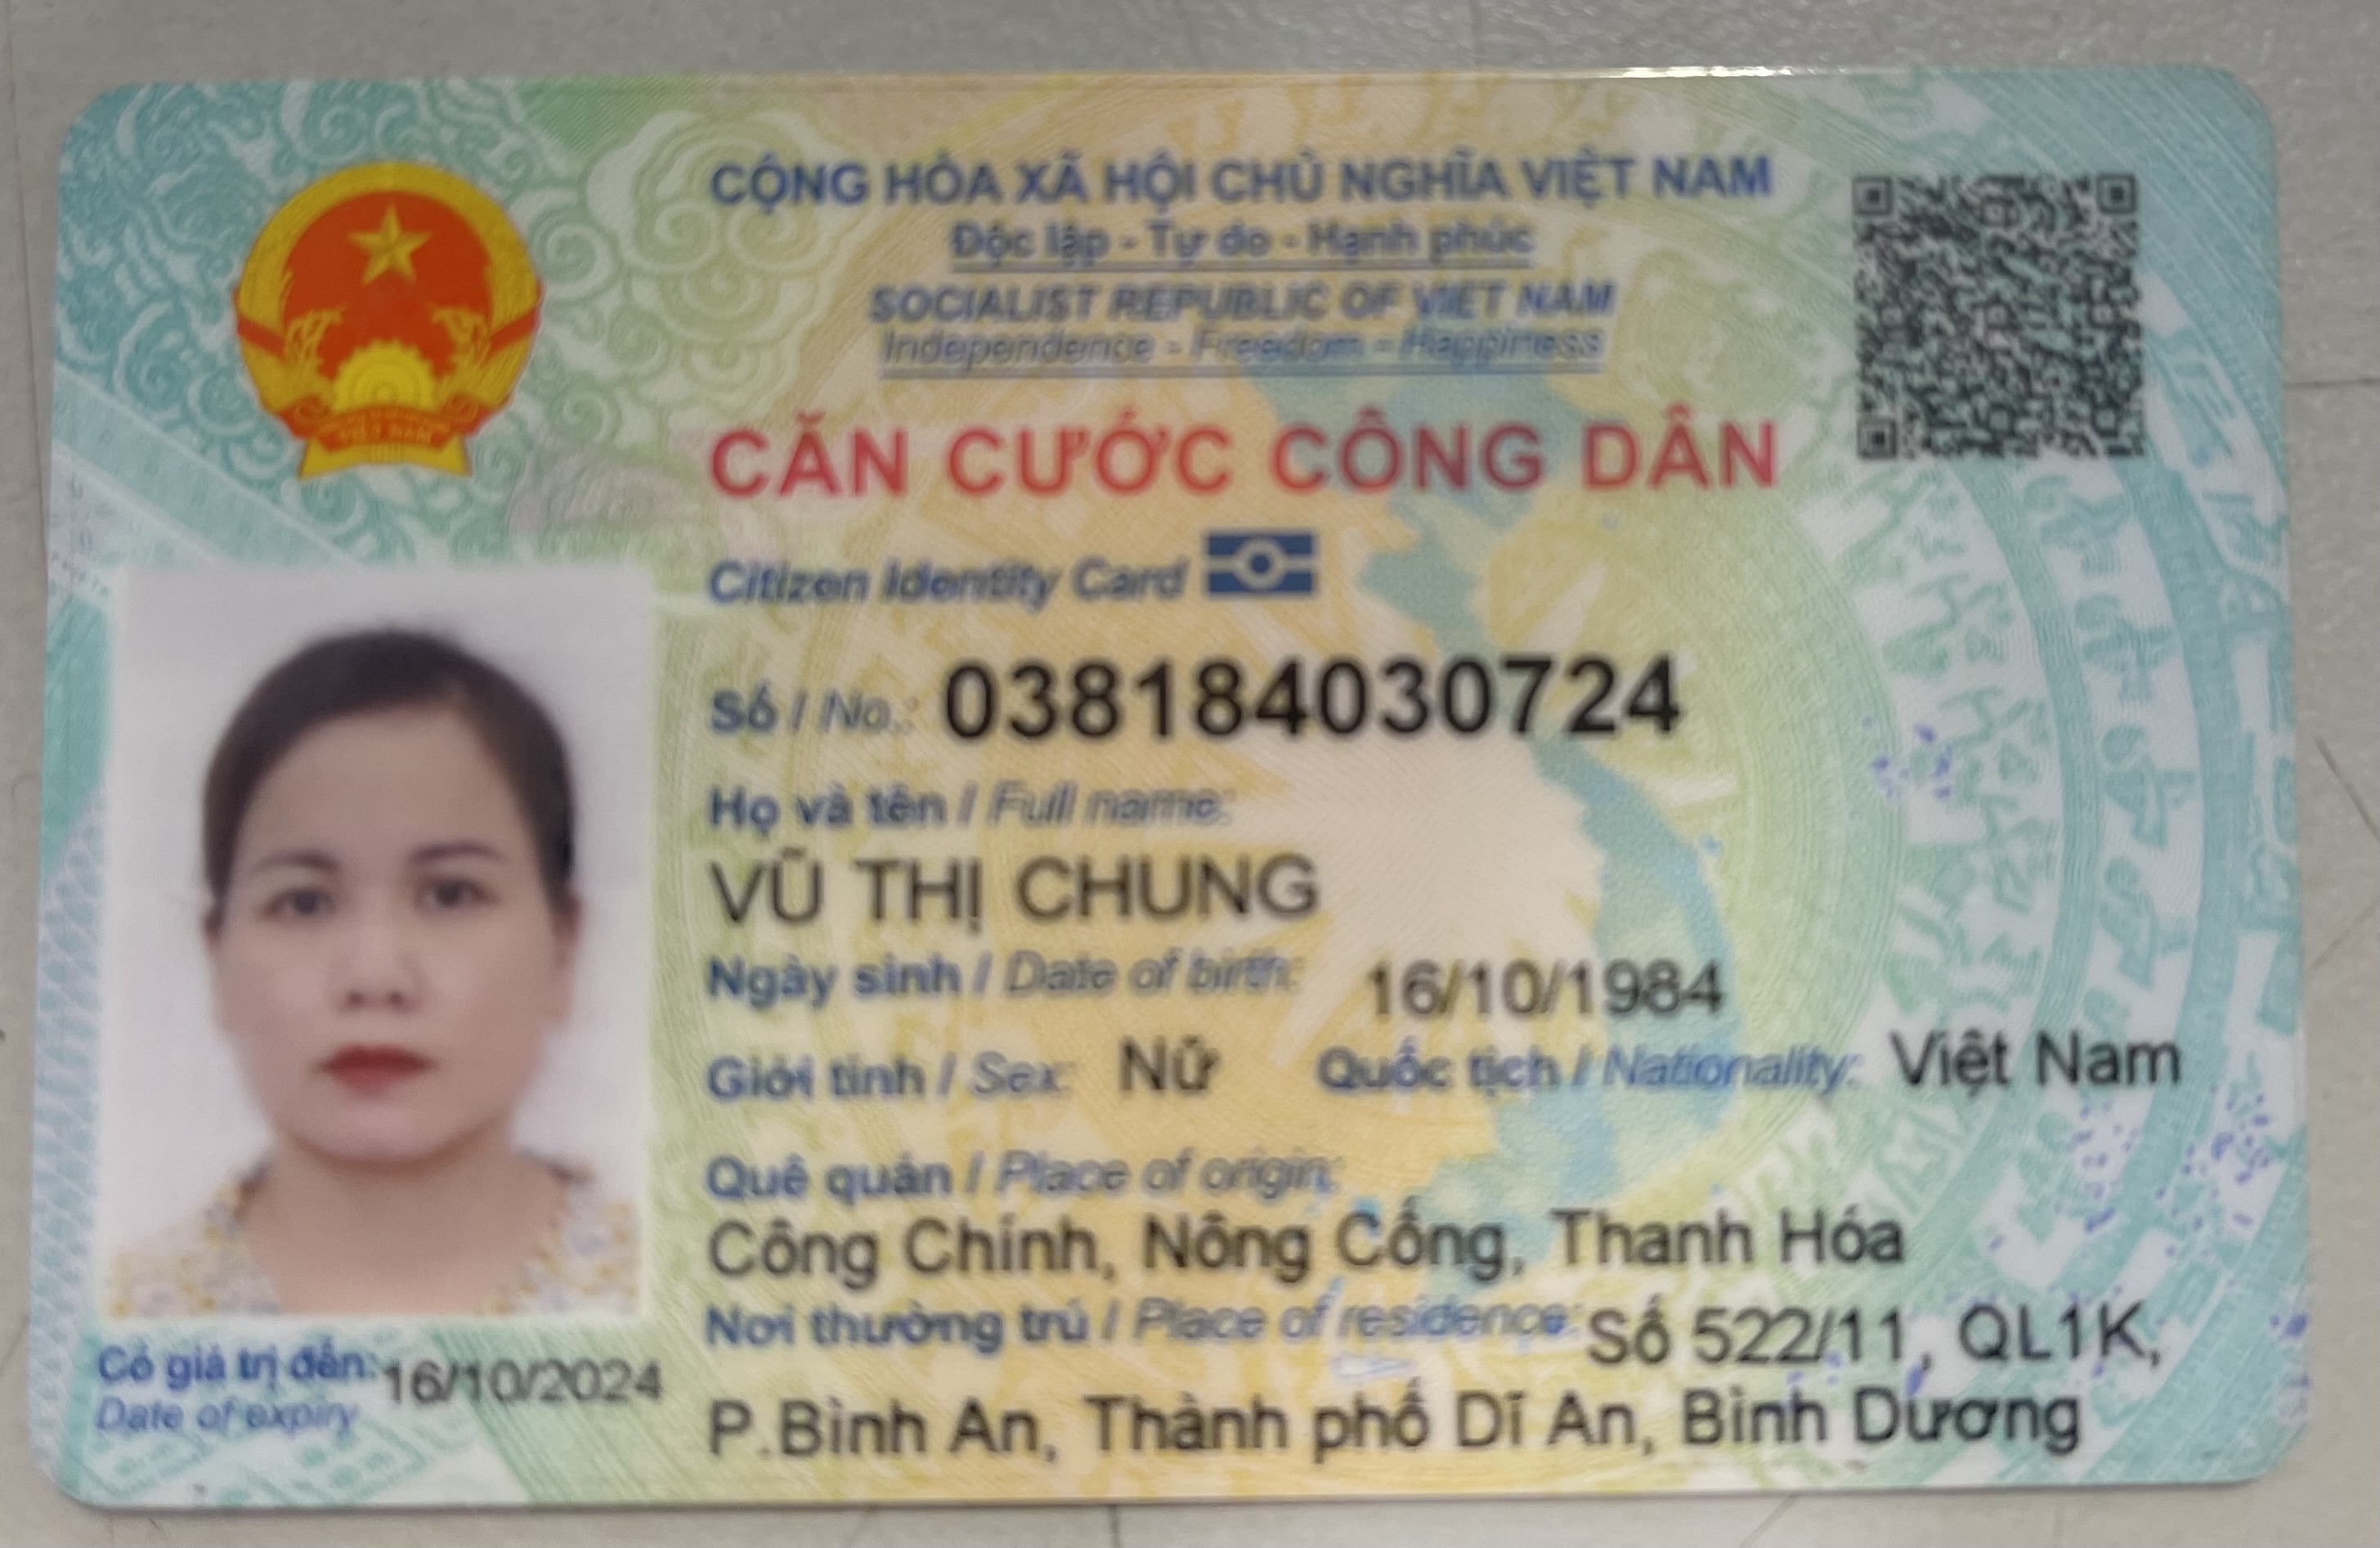 CỘNG HÒA XÃ HỘI CHỦ NGHĨA VIỆT NAM
Độc lập - Tự do - Hạnh phúc
SOCIALIST REPUBLIC OF VIET NAM
Independence - Freedom - Happiness
CĂN CƯỚC CÔNG DÂN
Citizen Identity Card
Số / No.: 038184030724
Họ và tên / Full name:
VŨ THỊ CHUNG
Ngày sinh / Date of birth: 16/10/1984
Giới tính / Sex: Nữ Quốc tịch / Nationality: Việt Nam
Quê quán / Place of origin:
Công Chính, Nông Cống, Thanh Hóa
Nơi thường trú / Place of residence: Số 522/11, QL1K,
P.Bình An, Thành phố Dĩ An, Bình Dương
Có giá trị đến: 16/10/2024
Date of expiry
VIỆT NAM